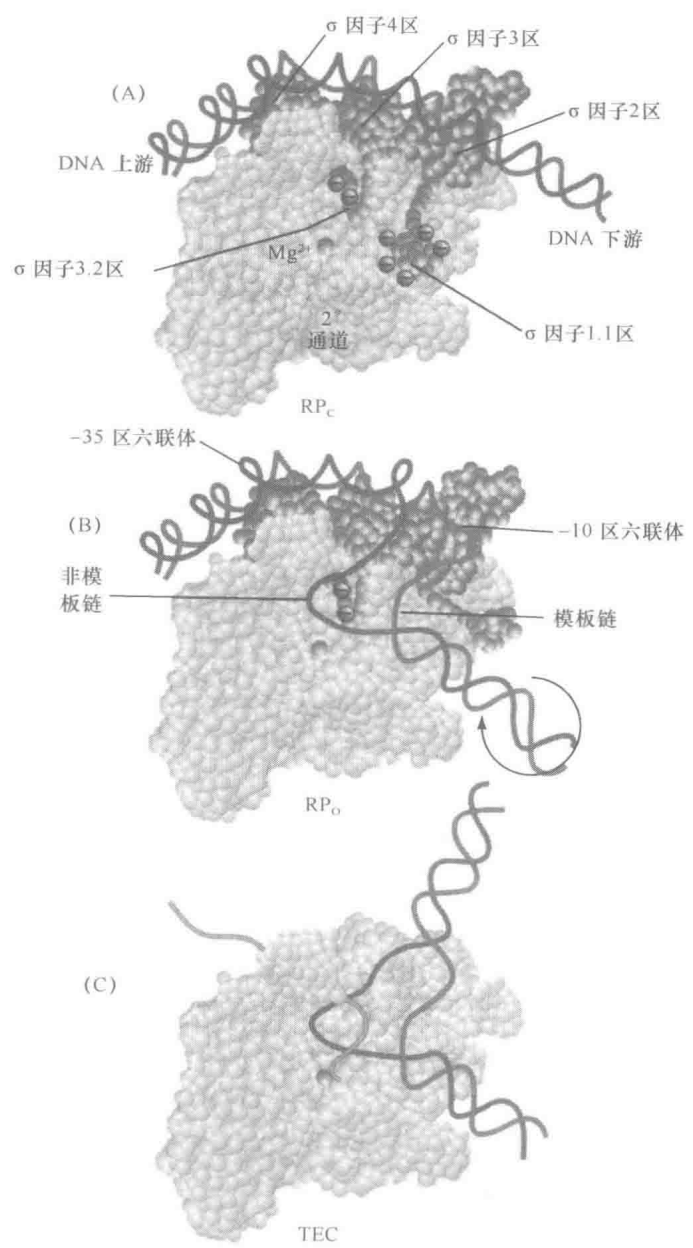 σ 因子4区
σ 因子3区
(A)
σ 因子2区
DNA 上游
DNA 下游
Mg²⁺
σ 因子3.2区
2°
通道
σ 因子1.1区
RPc
−35 区六联体
(B)
−10 区六联体
非模
板链
模板链
RPo
(C)
TEC